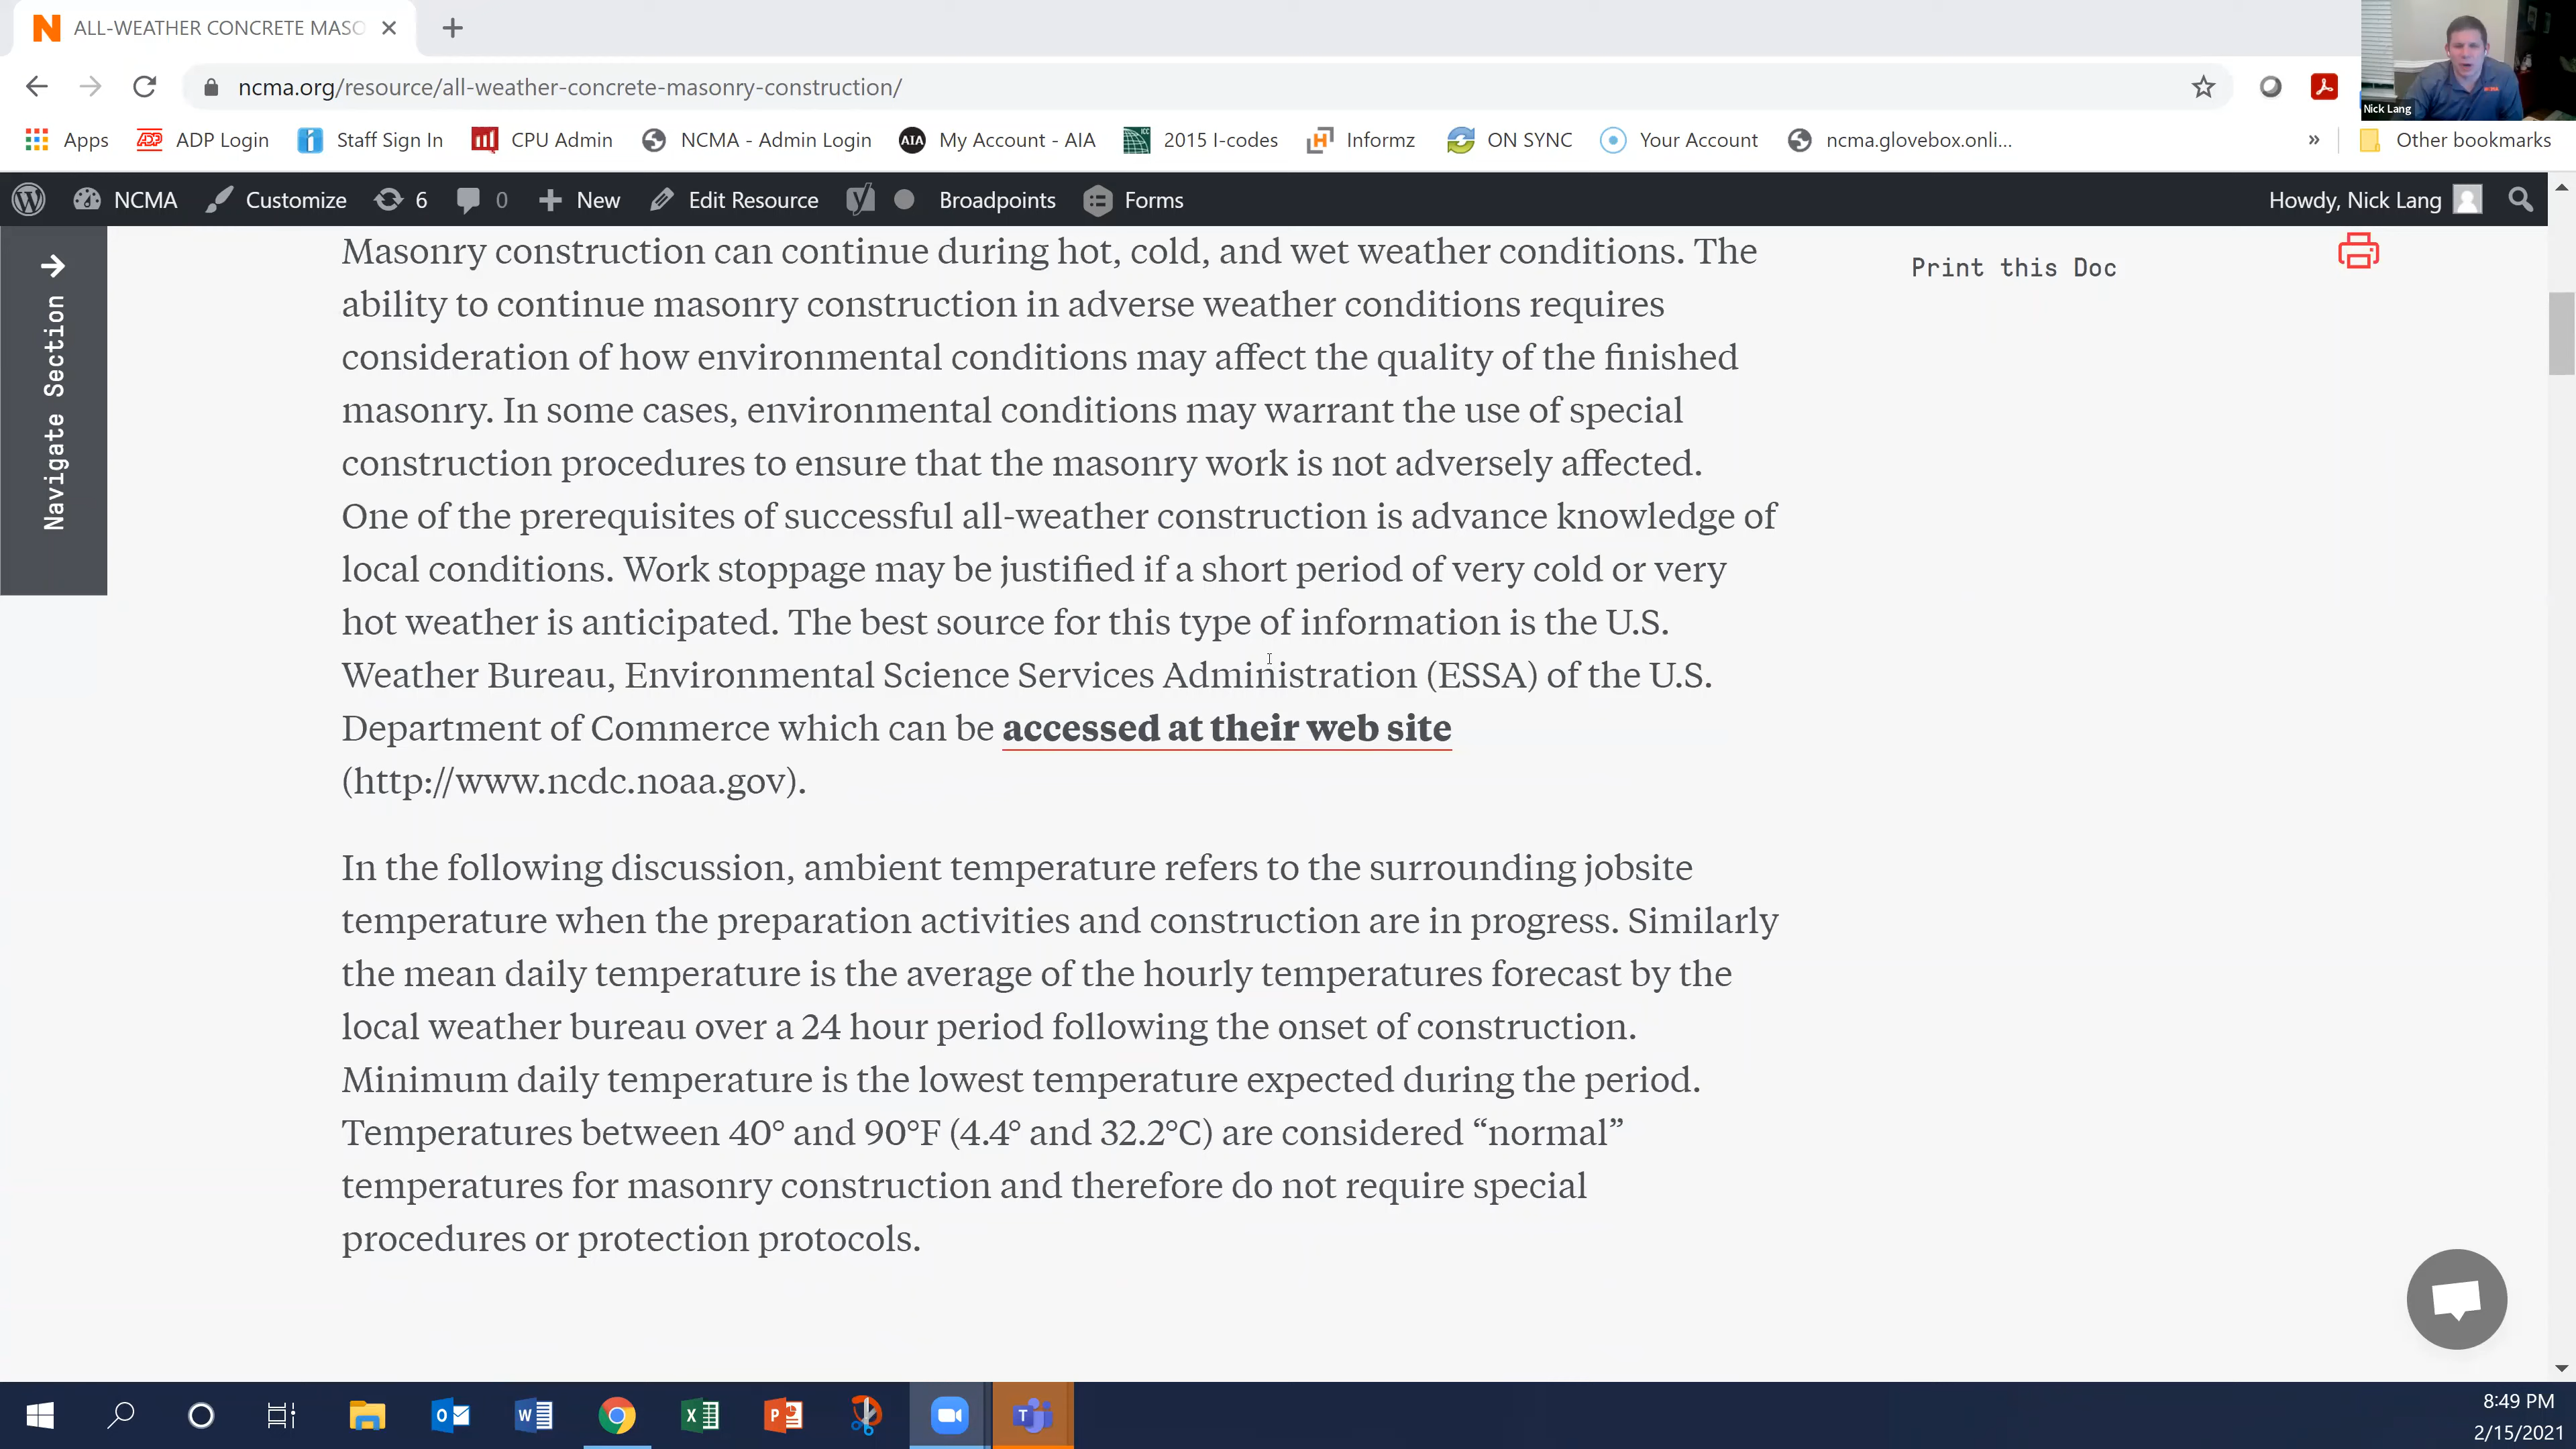 ALL-WEATHER CONCRETE MASO
ncma.org/resource/all-weather-concrete-masonry-construction/
Nick Lang
Apps ADP Login Staff Sign In CPU Admin NCMA - Admin Login AIA My Account - AIA ICC 2015 I-codes Informz ON SYNC Your Account ncma.glovebox.onli... » Other bookmarks
NCMA Customize 6 0 New Edit Resource Broadpoints Forms Howdy, Nick Lang
Navigate Section
Print this Doc
Masonry construction can continue during hot, cold, and wet weather conditions. The
ability to continue masonry construction in adverse weather conditions requires
consideration of how environmental conditions may affect the quality of the finished
masonry. In some cases, environmental conditions may warrant the use of special
construction procedures to ensure that the masonry work is not adversely affected.
One of the prerequisites of successful all-weather construction is advance knowledge of
local conditions. Work stoppage may be justified if a short period of very cold or very
hot weather is anticipated. The best source for this type of information is the U.S.
Weather Bureau, Environmental Science Services Administration (ESSA) of the U.S.
Department of Commerce which can be accessed at their web site
(http://www.ncdc.noaa.gov).
In the following discussion, ambient temperature refers to the surrounding jobsite
temperature when the preparation activities and construction are in progress. Similarly
the mean daily temperature is the average of the hourly temperatures forecast by the
local weather bureau over a 24 hour period following the onset of construction.
Minimum daily temperature is the lowest temperature expected during the period.
Temperatures between 40° and 90°F (4.4° and 32.2°C) are considered “normal”
temperatures for masonry construction and therefore do not require special
procedures or protection protocols.
8:49 PM
2/15/2021